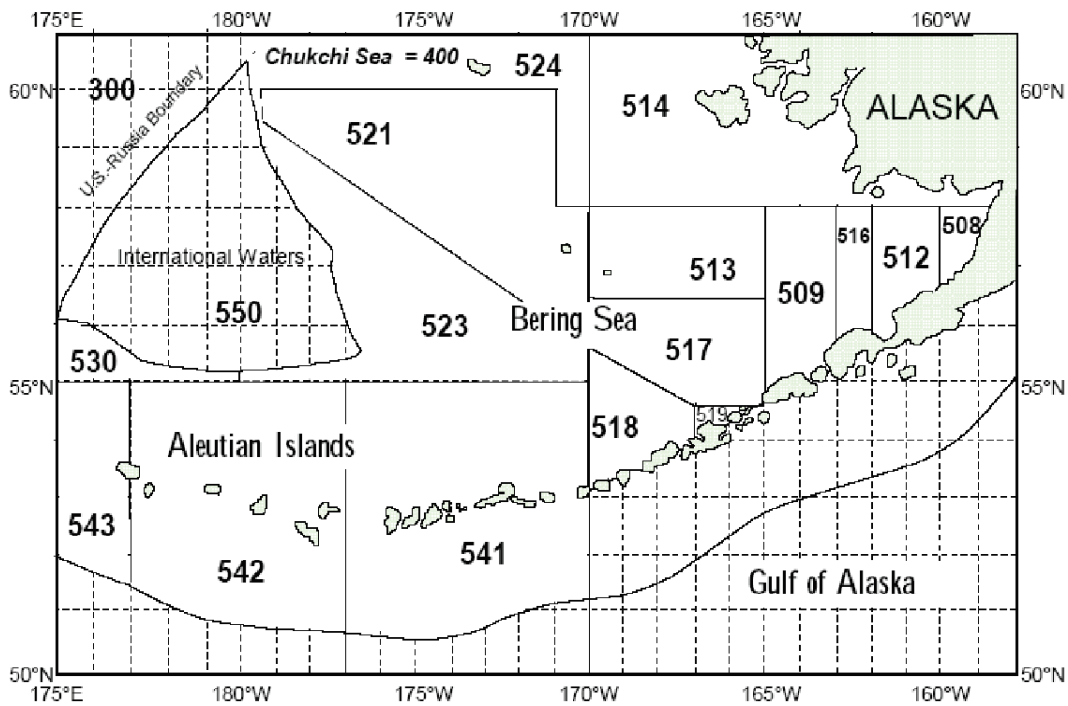 175°E 180°W 175°W 170°W 165°W 160°W
Chukchi Sea = 400
524
60°N
300
U.S.-Russia Boundary
514
60°N
ALASKA
521
508
516
International Waters
512
513
509
550
523
Bering Sea
517
530
55°N
55°N
519
518
Aleutian Islands
543
541
542
Gulf of Alaska
50°N
50°N
175°E 180°W 175°W 170°W 165°W 160°W